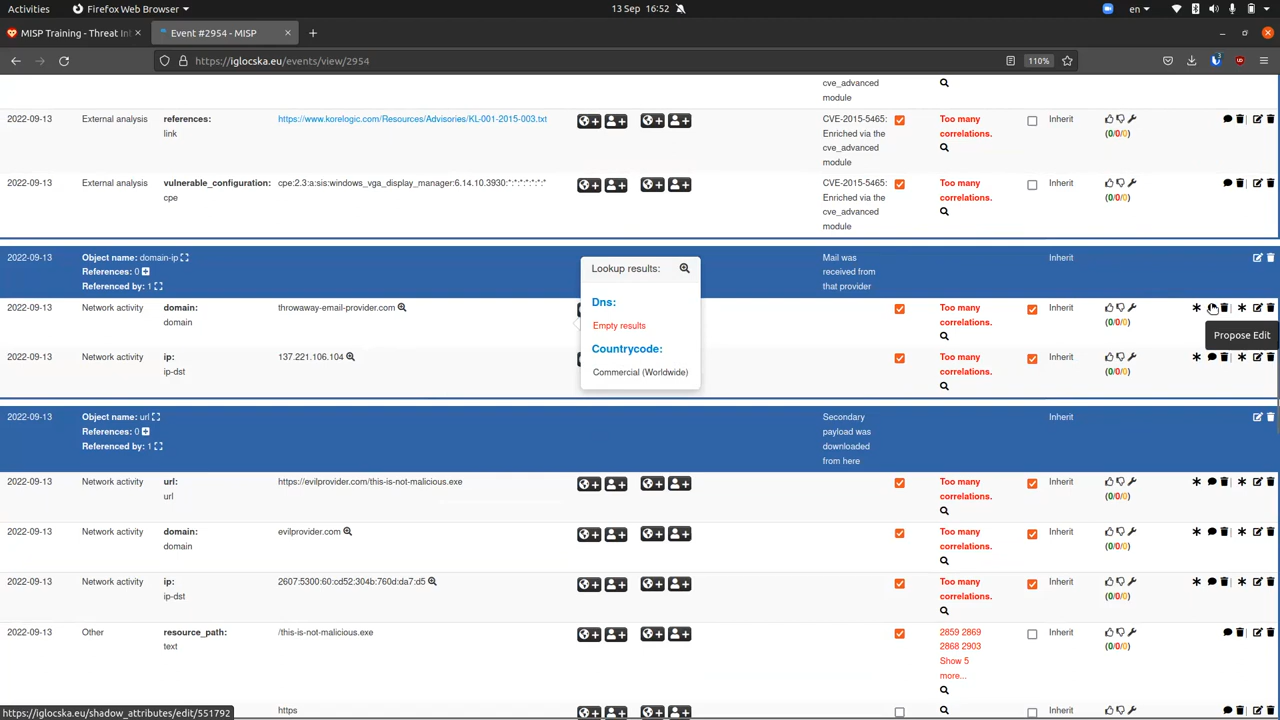 Activities
Firefox Web Browser
13 Sep 16:52
en
MISP Training - Threat In
Event #2954 - MISP
https://iglocska.eu/events/view/2954
110%
cve_advanced
module
2022-09-13
External analysis
references:
link
https://www.korelogic.com/Resources/Advisories/KL-001-2015-003.txt
CVE-2015-5465:
Enriched via the
cve_advanced
module
Too many
correlations.
Inherit
(0/0/0)
2022-09-13
External analysis
vulnerable_configuration:
cpe
cpe:2.3:a:sis:windows_vga_display_manager:6.14.10.3930:*:*:*:*:*:*:*
CVE-2015-5465:
Enriched via the
cve_advanced
module
Too many
correlations.
Inherit
(0/0/0)
2022-09-13
Object name: domain-ip
References: 0
Referenced by: 1
Mail was
received from
that provider
Inherit
Lookup results:
Dns:
Empty results
Countrycode:
Commercial (Worldwide)
2022-09-13
Network activity
domain:
domain
throwaway-email-provider.com
Too many
correlations.
Inherit
(0/0/0)
Propose Edit
2022-09-13
Network activity
ip:
ip-dst
137.221.106.104
Too many
correlations.
Inherit
(0/0/0)
2022-09-13
Object name: url
References: 0
Referenced by: 1
Secondary
payload was
downloaded
from here
Inherit
2022-09-13
Network activity
url:
url
https://evilprovider.com/this-is-not-malicious.exe
Too many
correlations.
Inherit
(0/0/0)
2022-09-13
Network activity
domain:
domain
evilprovider.com
Too many
correlations.
Inherit
(0/0/0)
2022-09-13
Network activity
ip:
ip-dst
2607:5300:60:cd52:304b:760d:da7:d5
Too many
correlations.
Inherit
(0/0/0)
2022-09-13
Other
resource_path:
text
/this-is-not-malicious.exe
2859 2869
2868 2903
Show 5
more...
Inherit
(0/0/0)
https
https://iglocska.eu/shadow_attributes/edit/551792